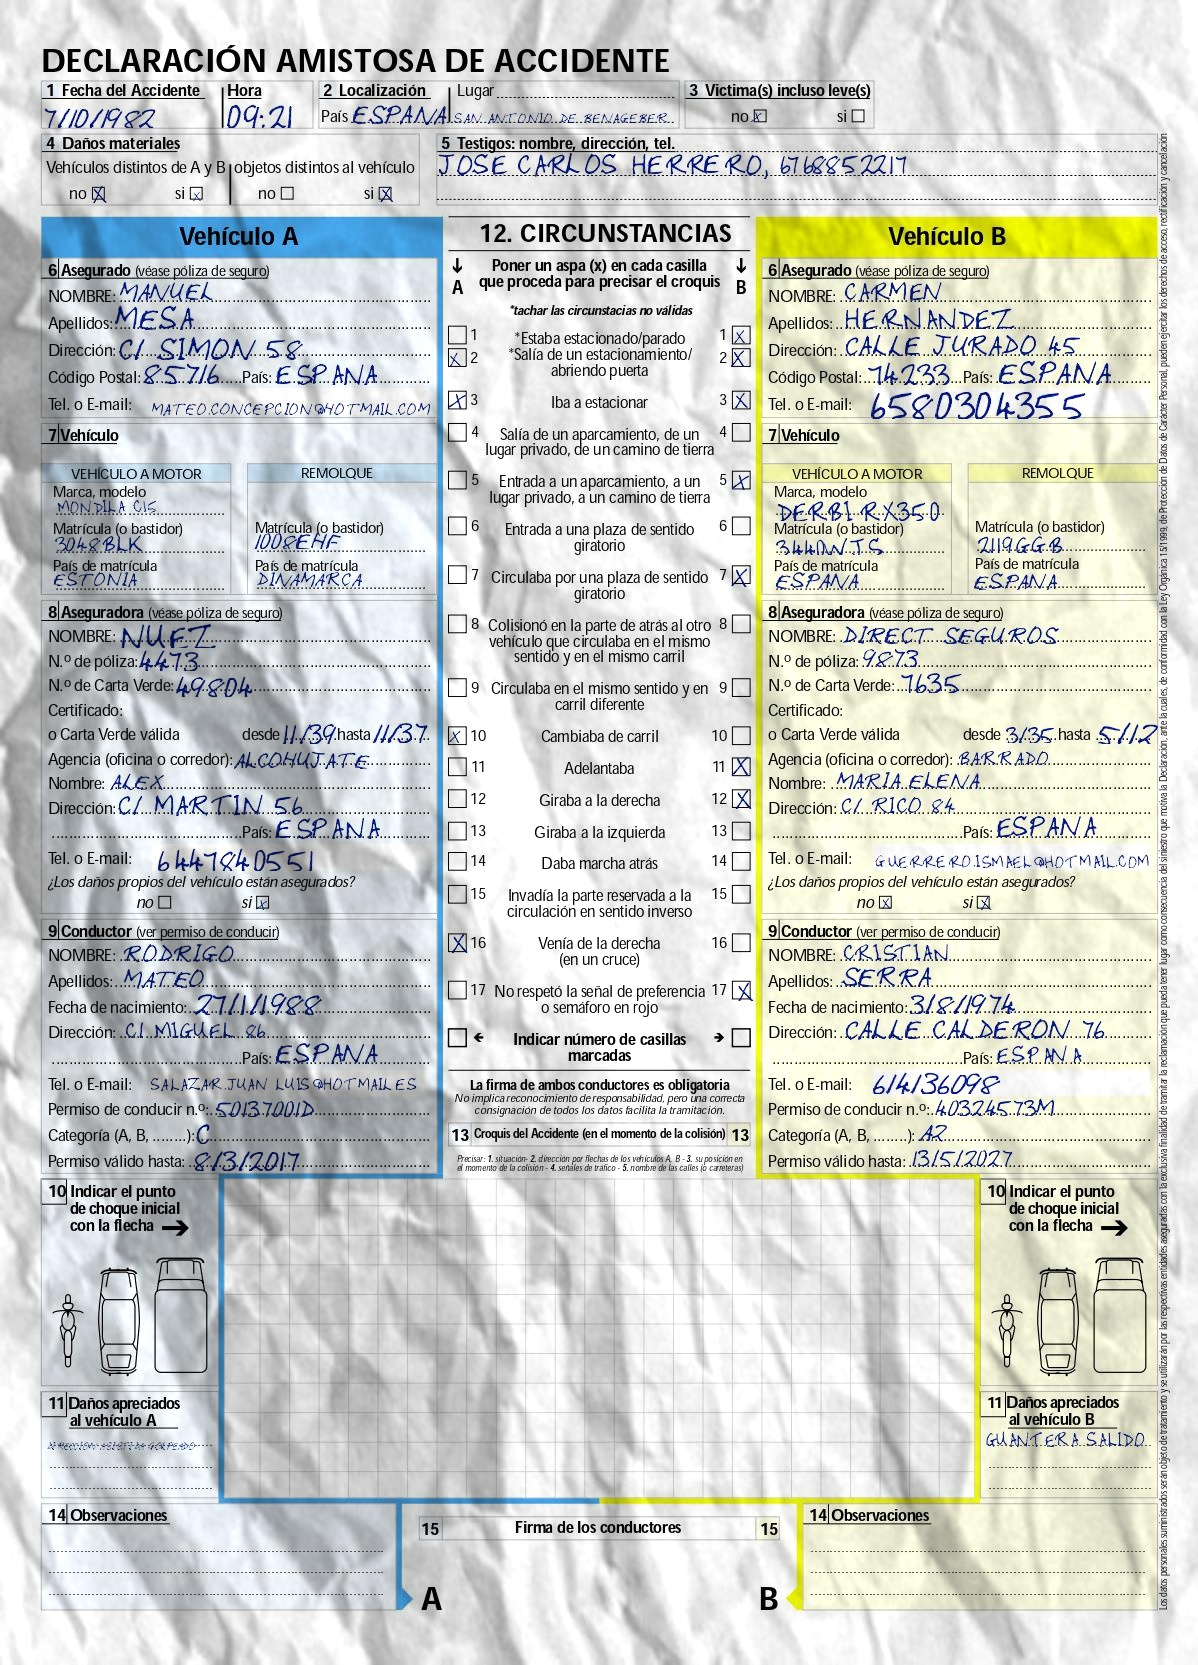 DECLARACIÓN AMISTOSA DE ACCIDENTE
1 Fecha del Accidente Hora 2 Localización Lugar 3 Victima(s) incluso leve(s)
7/10/1982 09:21 País ESPAÑA SAN ANTONIO DE BENAGEBER no X si
4 Daños materiales
Vehículos distintos de A y B objetos distintos al vehículo
no X si X no si X
5 Testigos: nombre, dirección, tel.
JOSE CARLOS HERRERO, 6768852217
Vehículo A
6 Asegurado (véase póliza de seguro)
NOMBRE: MANUEL
Apellidos: MESA
Dirección: C/ SIMON 58
Código Postal: 85716 País: ESPAÑA
Tel. o E-mail: MATEO.CONCEPCION@HOTMAIL.COM
7 Vehículo
VEHÍCULO A MOTOR REMOLQUE
Marca, modelo
MONDILA C15
Matrícula (o bastidor) Matrícula (o bastidor)
3048BLK 1008EHF
País de matrícula País de matrícula
ESTONIA DINAMARCA
8 Aseguradora (véase póliza de seguro)
NOMBRE: NUEZ
N.º de póliza: 4473
N.º de Carta Verde: 49804
Certificado:
o Carta Verde válida desde 11/39 hasta 11/37
Agencia (oficina o corredor): ALCOHUJATE
Nombre: ALEX
Dirección: C/ MARTIN 56
País: ESPAÑA
Tel. o E-mail: 6447840551
¿Los daños propios del vehículo están asegurados?
no si X
9 Conductor (ver permiso de conducir)
NOMBRE: RODRIGO
Apellidos: MATEO
Fecha de nacimiento: 27/1/1988
Dirección: C/ MIGUEL 86
País: ESPAÑA
Tel. o E-mail: SALAZAR.JUAN LUIS@HOTMAIL.ES
Permiso de conducir n.º: 50137001D
Categoría (A, B, ........): C
Permiso válido hasta: 8/3/2017
12. CIRCUNSTANCIAS
A Poner un aspa (x) en cada casilla que proceda para precisar el croquis B
*tachar las circunstacias no válidas
1 *Estaba estacionado/parado 1 X
X 2 *Salía de un estacionamiento/ 2 X
abriendo puerta
X 3 Iba a estacionar 3 X
4 Salía de un aparcamiento, de un 4
lugar privado, de un camino de tierra
5 Entrada a un aparcamiento, a un 5 X
lugar privado, a un camino de tierra
6 Entrada a una plaza de sentido 6
giratorio
7 Circulaba por una plaza de sentido 7 X
giratorio
8 Colisionó en la parte de atrás al otro 8
vehículo que circulaba en el mismo
sentido y en el mismo carril
9 Circulaba en el mismo sentido y en 9
carril diferente
X 10 Cambiaba de carril 10
11 Adelantaba 11 X
12 Giraba a la derecha 12 X
13 Giraba a la izquierda 13
14 Daba marcha atrás 14
15 Invadía la parte reservada a la 15
circulación en sentido inverso
X 16 Venía de la derecha 16
(en un cruce)
17 No respetó la señal de preferencia 17 X
o semáforo en rojo
Indicar número de casillas
marcadas
La firma de ambos conductores es obligatoria
No implica reconocimiento de responsabilidad, pero una correcta
consignación de todos los datos facilita la tramitación.
13 Croquis del Accidente (en el momento de la colisión) 13
Precisar: 1. situación- 2. dirección por flechas de los vehículos A, B - 3. su posición en
el momento de la colisión - 4. señales de tráfico - 5. nombre de las calles (o carreteras)
Vehículo B
6 Asegurado (véase póliza de seguro)
NOMBRE: CARMEN
Apellidos: HERNANDEZ
Dirección: CALLE JURADO 45
Código Postal: 74233 País: ESPAÑA
Tel. o E-mail: 6580304355
7 Vehículo
VEHÍCULO A MOTOR REMOLQUE
Marca, modelo
DERBI RX350
Matrícula (o bastidor) Matrícula (o bastidor)
3440WTS 2119GGB
País de matrícula País de matrícula
ESPAÑA ESPAÑA
8 Aseguradora (véase póliza de seguro)
NOMBRE: DIRECT SEGUROS
N.º de póliza: 9873
N.º de Carta Verde: 7635
Certificado:
o Carta Verde válida desde 3/35 hasta 5/12
Agencia (oficina o corredor): BARRADO
Nombre: MARIA ELENA
Dirección: C/ RICO 84
País: ESPAÑA
Tel. o E-mail: GUERRERO.ISMAEL@HOTMAIL.COM
¿Los daños propios del vehículo están asegurados?
no X si X
9 Conductor (ver permiso de conducir)
NOMBRE: CRISTIAN
Apellidos: SERRA
Fecha de nacimiento: 3/8/1974
Dirección: CALLE CALDERON 76
País: ESPAÑA
Tel. o E-mail: 614136098
Permiso de conducir n.º: 40324573M
Categoría (A, B, ........): A2
Permiso válido hasta: 13/5/2027
10 Indicar el punto
de choque inicial
con la flecha
11 Daños apreciados
al vehículo A
DIRECCION ASISTIDA GOLPEADO
10 Indicar el punto
de choque inicial
con la flecha
11 Daños apreciados
al vehículo B
GUANTERA SALIDO
14 Observaciones
15 Firma de los conductores 15
A B
14 Observaciones
Los datos personales suministrados serán objeto de tratamiento y se utilizarán por las respectivas entidades aseguradas con la exclusiva finalidad de tramitar la reclamación que pueda tener lugar como consecuencia del siniestro que motiva la Declaración, ante la cuales, de conformidad con la Ley Orgánica 15/1999, de Protección de Datos de Carácter Personal, pueden ejercitar los derechos de acceso, rectificación y cancelación